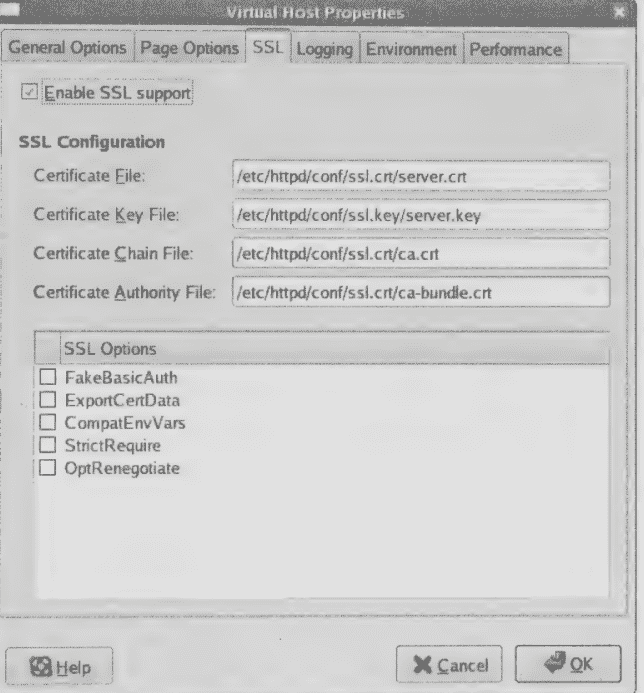 Virtual Host Properties
General Options Page Options SSL Logging Environment Performance
Enable SSL support
SSL Configuration
Certificate File: /etc/httpd/conf/ssl.crt/server.crt
Certificate Key File: /etc/httpd/conf/ssl.key/server.key
Certificate Chain File: /etc/httpd/conf/ssl.crt/ca.crt
Certificate Authority File: /etc/httpd/conf/ssl.crt/ca-bundle.crt
SSL Options
FakeBasicAuth
ExportCertData
CompatEnvVars
StrictRequire
OptRenegotiate
Help Cancel OK